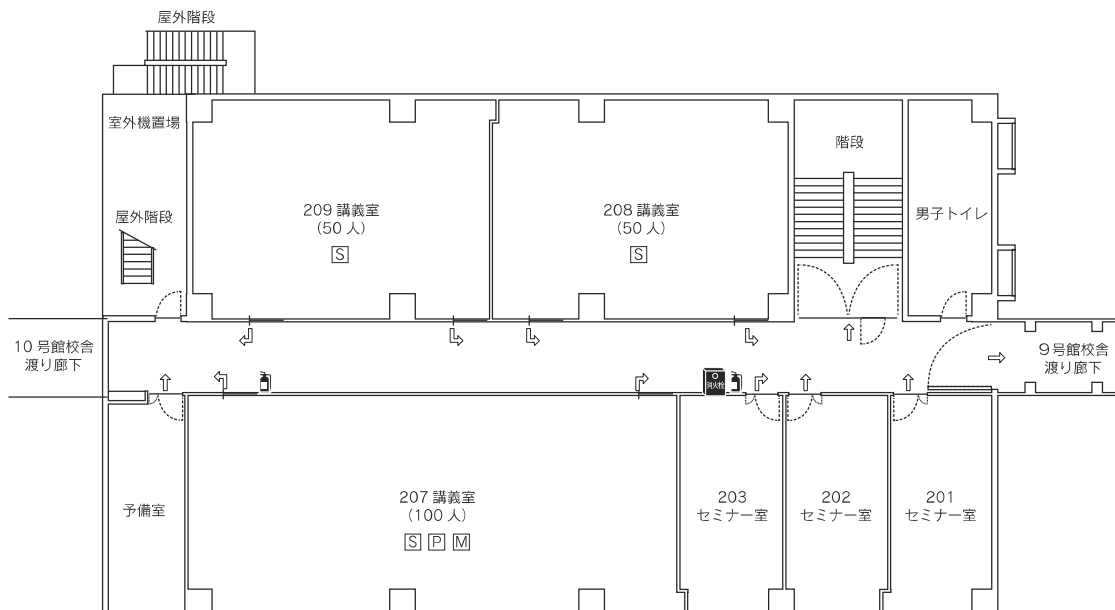 屋外階段
室外機置場
屋外階段
209 講義室
(50 人)
S
208 講義室
(50 人)
S
階段
男子トイレ
10 号館校舎
渡り廊下
9号館校舎
渡り廊下
消火栓
予備室
207 講義室
(100 人)
S P M
203
セミナー室
202
セミナー室
201
セミナー室